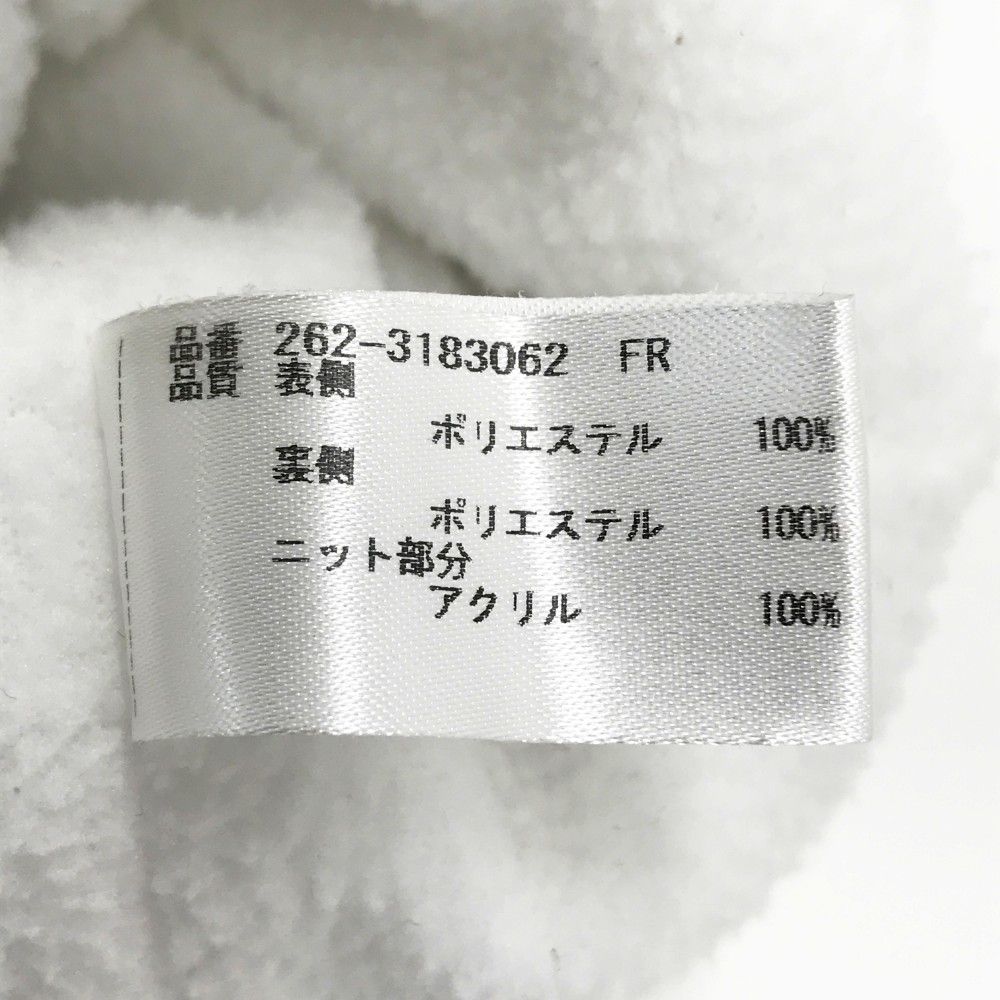 品番 262-3183062 FR
品質 表側
ポリエステル 100%
裏側
ポリエステル 100%
ニット部分
アクリル 100%